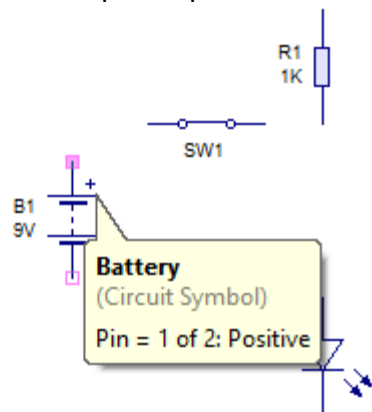 R1
1K
SW1
+
B1
9V
Battery
(Circuit Symbol)
Pin = 1 of 2: Positive